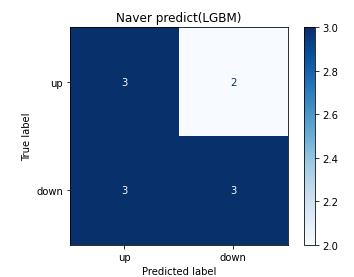 Naver predict(LGBM)
3.0
up
3
2
2.8
2.6
True label
2.4
down
3
3
2.2
2.0
up
down
Predicted label